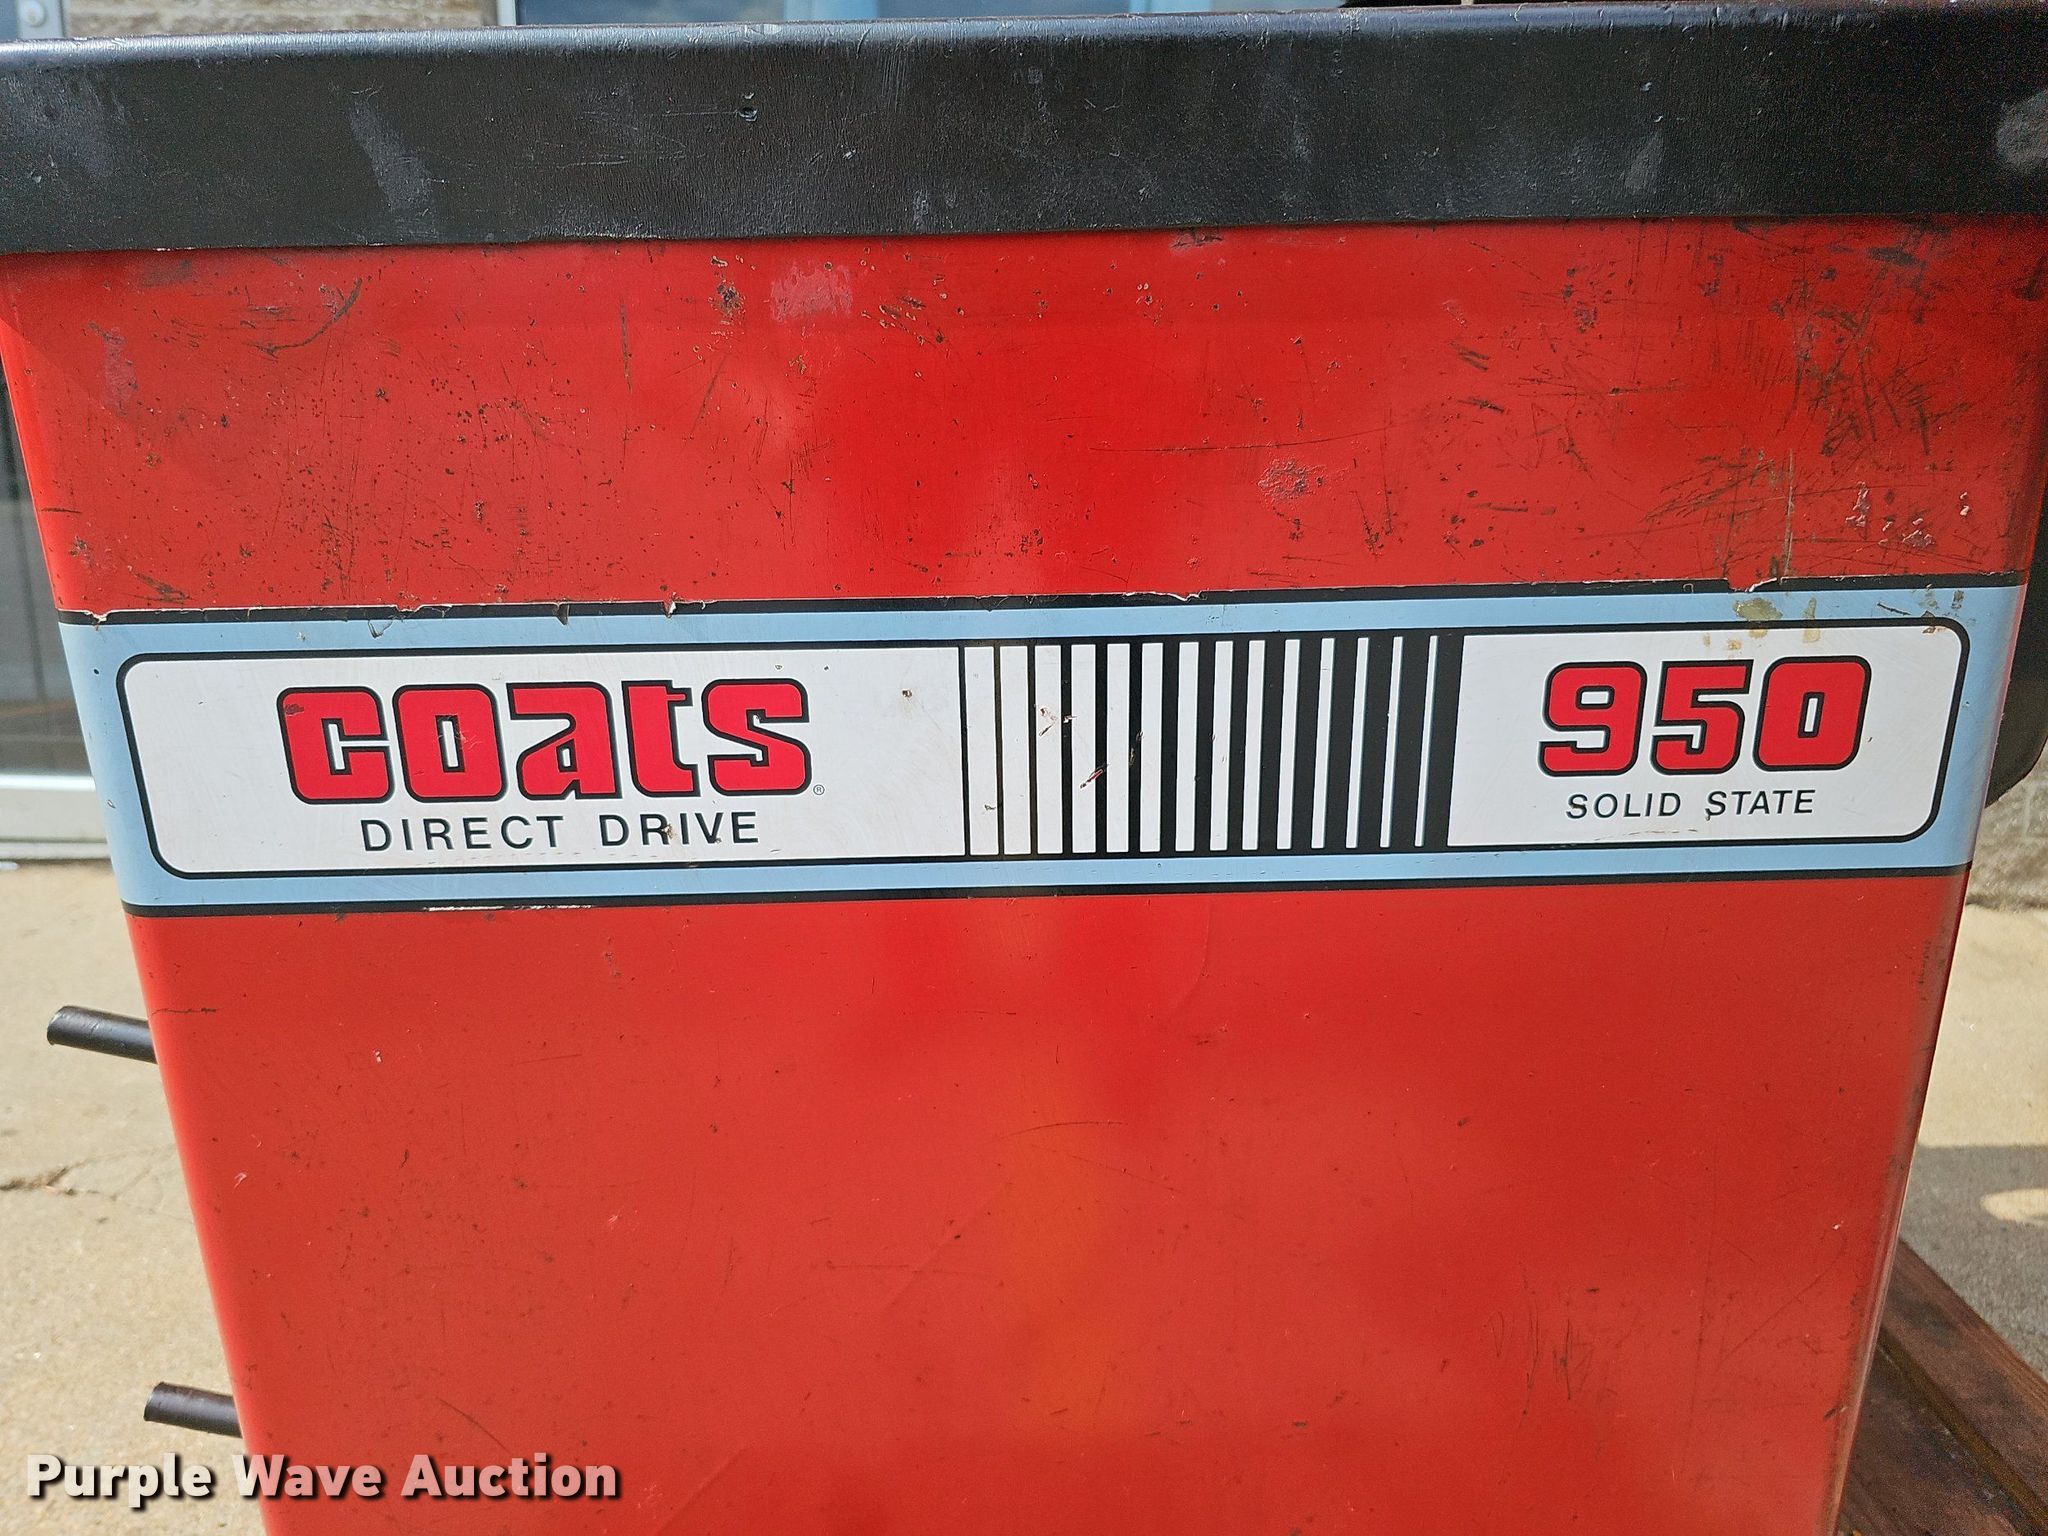 coats®
DIRECT DRIVE
950
SOLID STATE
Purple Wave Auction